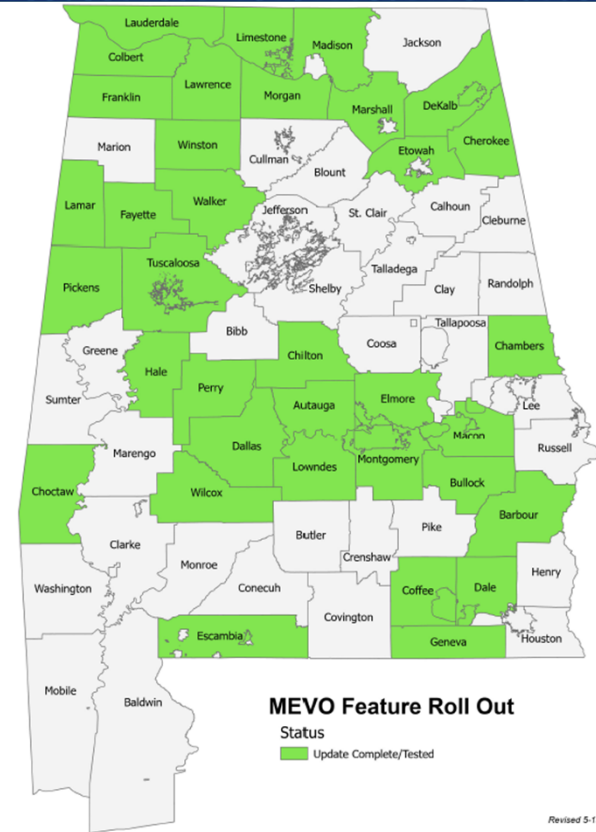 Lauderdale
Limestone
Madison
Jackson
Colbert
Lawrence
Franklin
Morgan
Marshall
DeKalb
Cherokee
Marion
Winston
Cullman
Etowah
Blount
Lamar
Fayette
Walker
Jefferson
St. Clair
Calhoun
Cleburne
Tuscaloosa
Talladega
Pickens
Shelby
Clay
Randolph
Bibb
Tallapoosa
Greene
Chilton
Coosa
Chambers
Hale
Perry
Sumter
Autauga
Elmore
Lee
Macon
Marengo
Dallas
Lowndes
Montgomery
Russell
Choctaw
Wilcox
Bullock
Barbour
Clarke
Butler
Pike
Crenshaw
Monroe
Henry
Washington
Conecuh
Coffee
Dale
Covington
Escambia
Geneva
Houston
Mobile
Baldwin
MEVO Feature Roll Out
Status
Update Complete/Tested
Revised 5-1